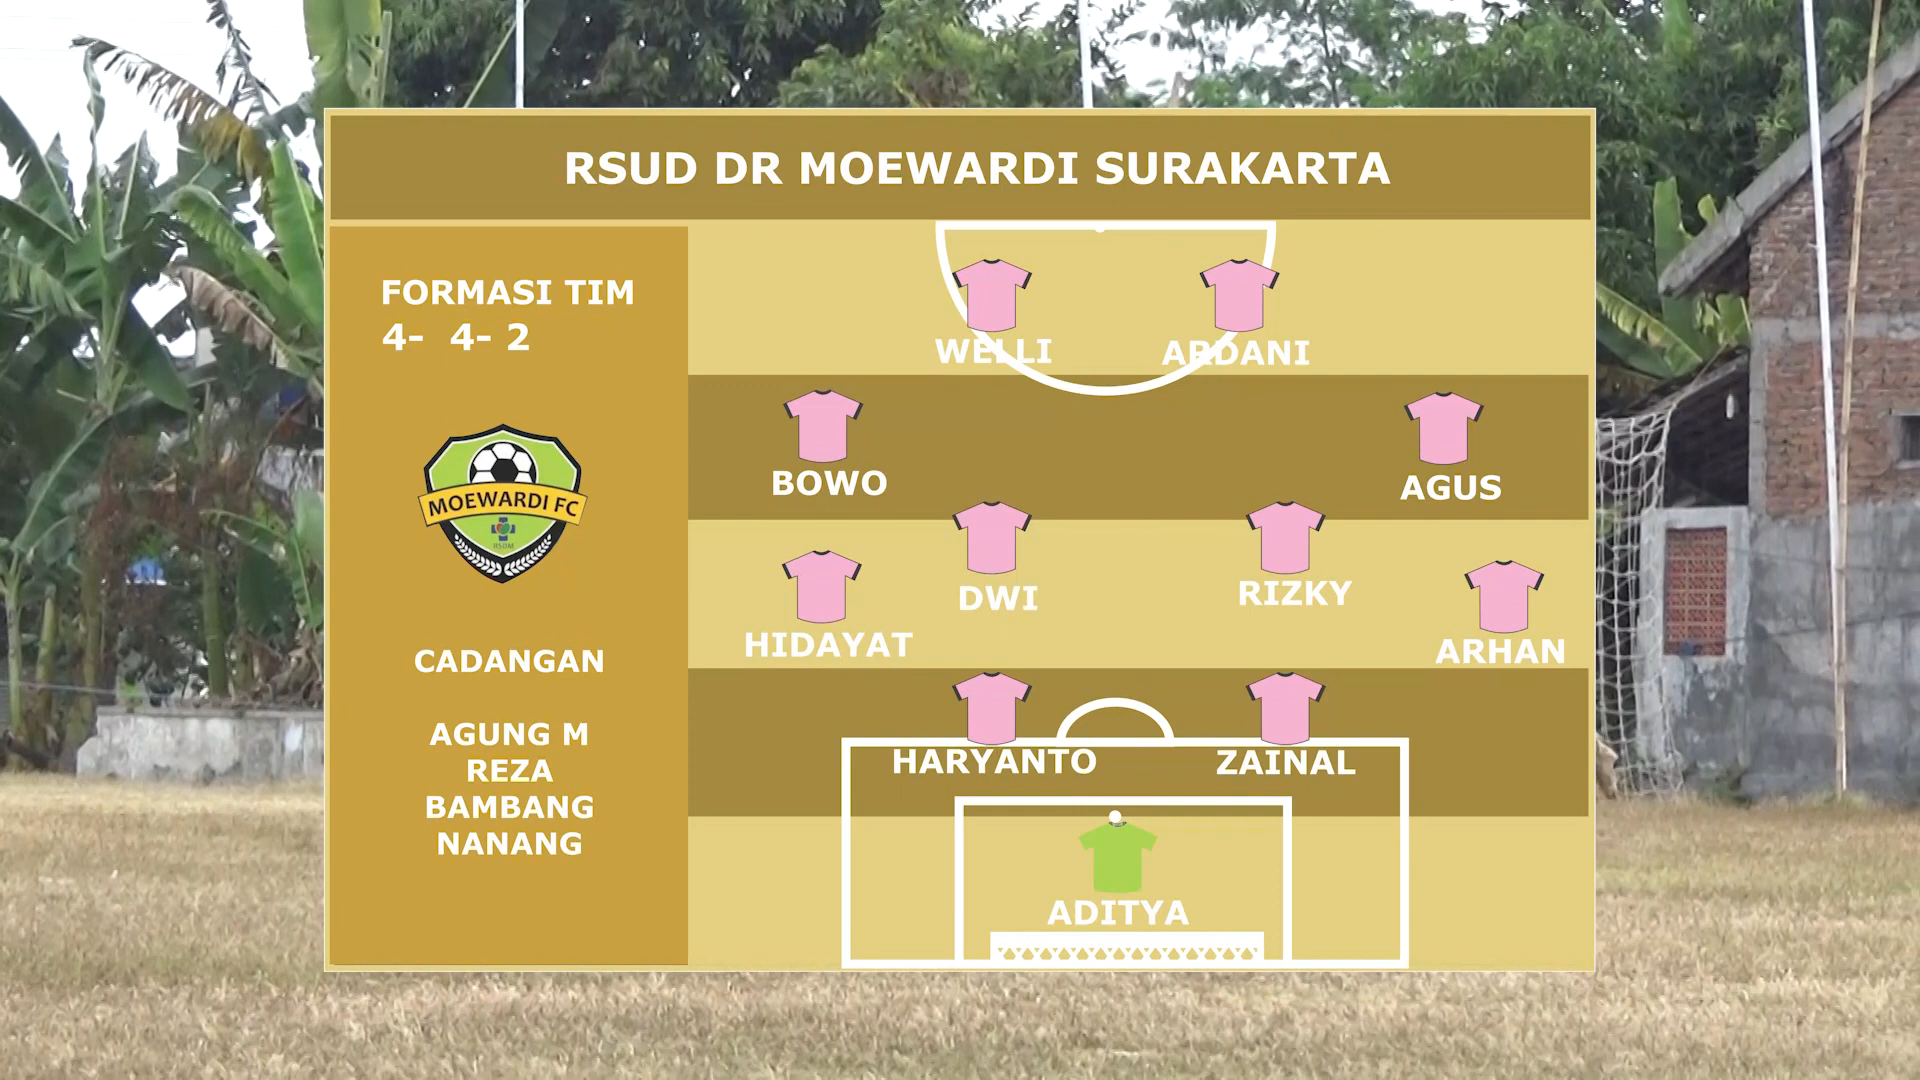 RSUD DR MOEWARDI SURAKARTA
FORMASI TIM
4- 4- 2
MOEWARDI FC
RSDM
CADANGAN
AGUNG M
REZA
BAMBANG
NANANG
WELLI
ARDANI
BOWO
AGUS
DWI
RIZKY
HIDAYAT
ARHAN
HARYANTO
ZAINAL
ADITYA